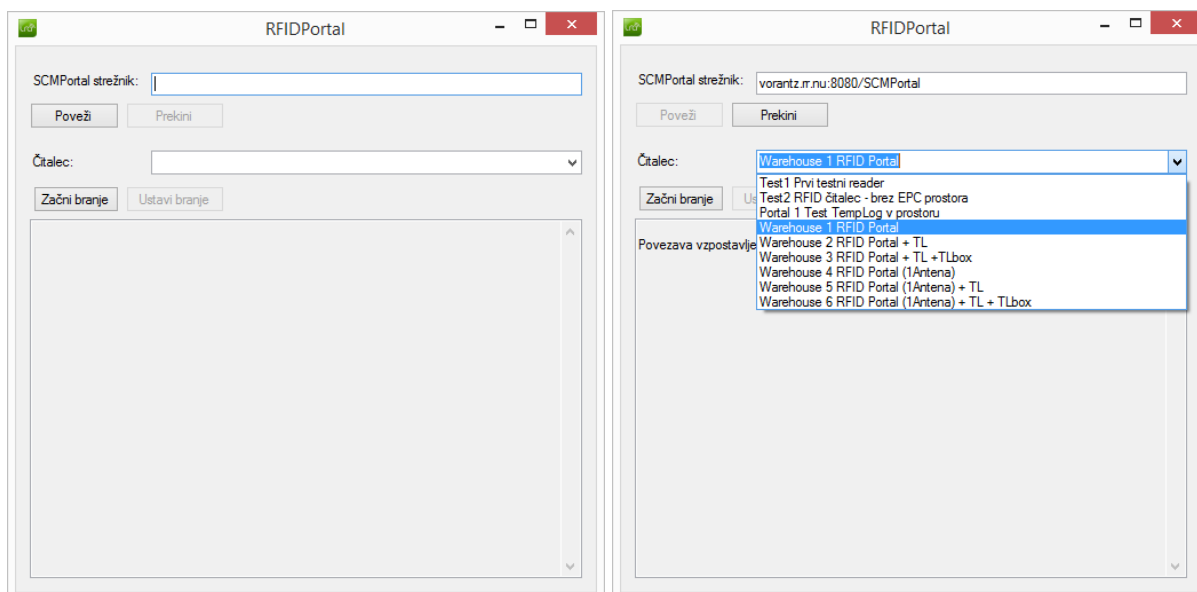 RFIDPortal
SCMPortal strežnik:
Poveži Prekini
Čitalec:
Začni branje Ustavi branje
RFIDPortal
SCMPortal strežnik: vorantz.rr.nu:8080/SCMPortal
Poveži Prekini
Čitalec: Warehouse 1 RFID Portal
Začni branje
Test1 Prvi testni reader
Test2 RFID čitalec - brez EPC prostora
Portal 1 Test TempLog v prostoru
Warehouse 1 RFID Portal
Warehouse 2 RFID Portal + TL
Warehouse 3 RFID Portal + TL +TLbox
Warehouse 4 RFID Portal (1Antena)
Warehouse 5 RFID Portal (1Antena) + TL
Warehouse 6 RFID Portal (1Antena) + TL + TLbox
Povezava